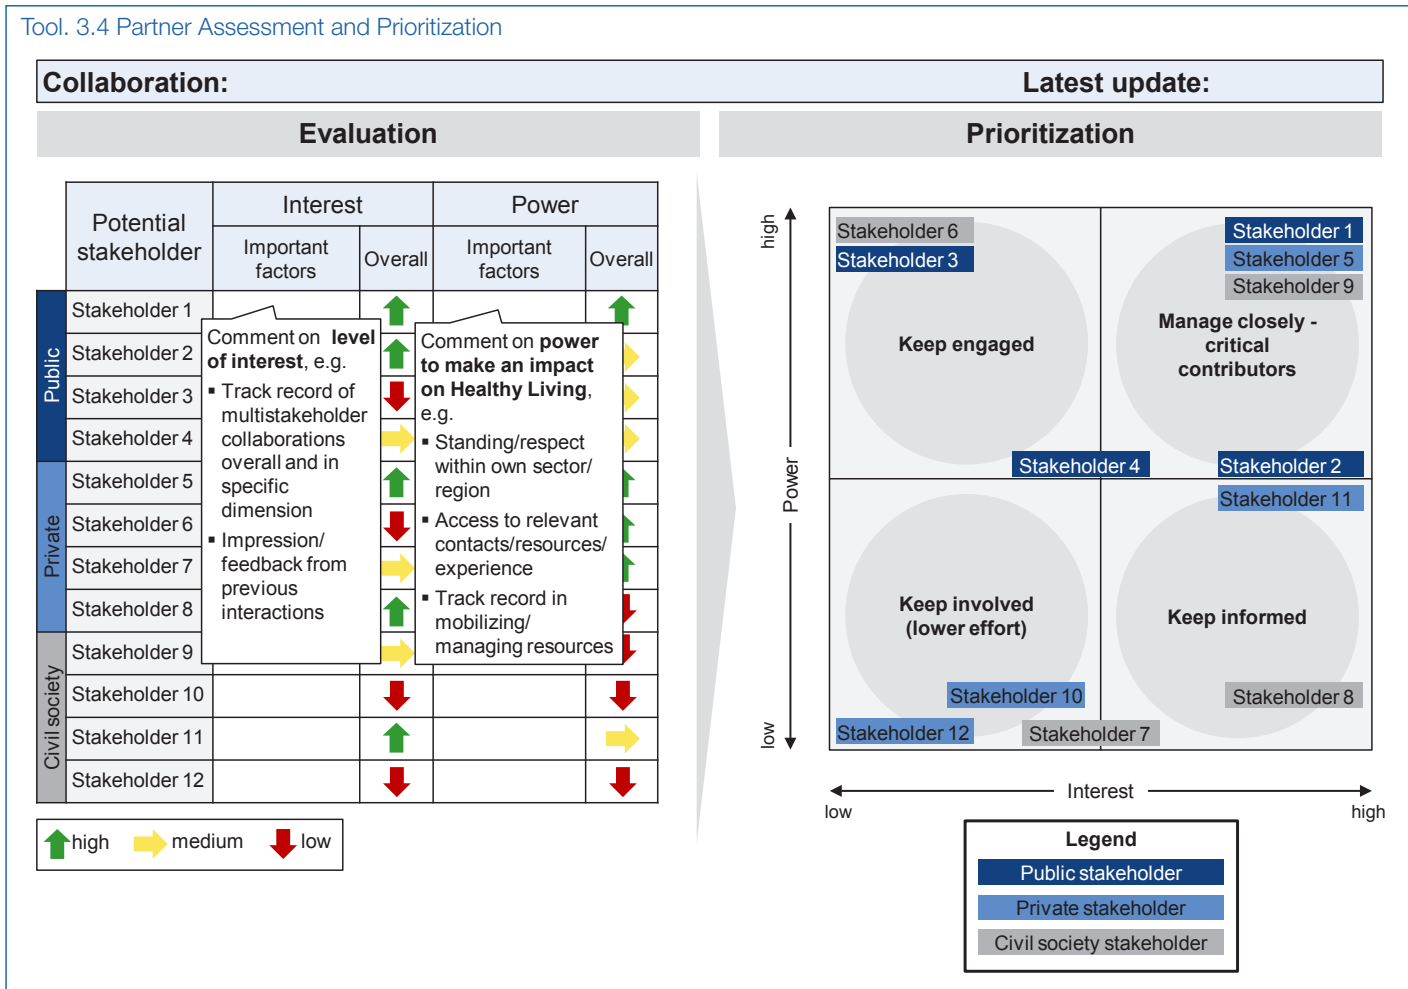 Tool. 3.4 Partner Assessment and Prioritization
Collaboration:
Latest update:
Evaluation
Potential
stakeholder
Interest
Power
Important
factors
Overall
Important
factors
Overall
Public
Stakeholder 1
Stakeholder 2
Stakeholder 3
Stakeholder 4
Private
Stakeholder 5
Stakeholder 6
Stakeholder 7
Stakeholder 8
Civil society
Stakeholder 9
Stakeholder 10
Stakeholder 11
Stakeholder 12
Comment on level
of interest, e.g.
▪ Track record of
multistakeholder
collaborations
overall and in
specific
dimension
▪ Impression/
feedback from
previous
interactions
Comment on power
to make an impact
on Healthy Living,
e.g.
▪ Standing/respect
within own sector/
region
▪ Access to relevant
contacts/resources/
experience
▪ Track record in
mobilizing/
managing resources
high
medium
low
Prioritization
high
Power
low
Stakeholder 6
Stakeholder 3
Keep engaged
Stakeholder 4
Stakeholder 1
Stakeholder 5
Stakeholder 9
Manage closely -
critical
contributors
Stakeholder 2
Stakeholder 11
Keep involved
(lower effort)
Stakeholder 10
Stakeholder 12
Keep informed
Stakeholder 8
Stakeholder 7
low
Interest
high
Legend
Public stakeholder
Private stakeholder
Civil society stakeholder